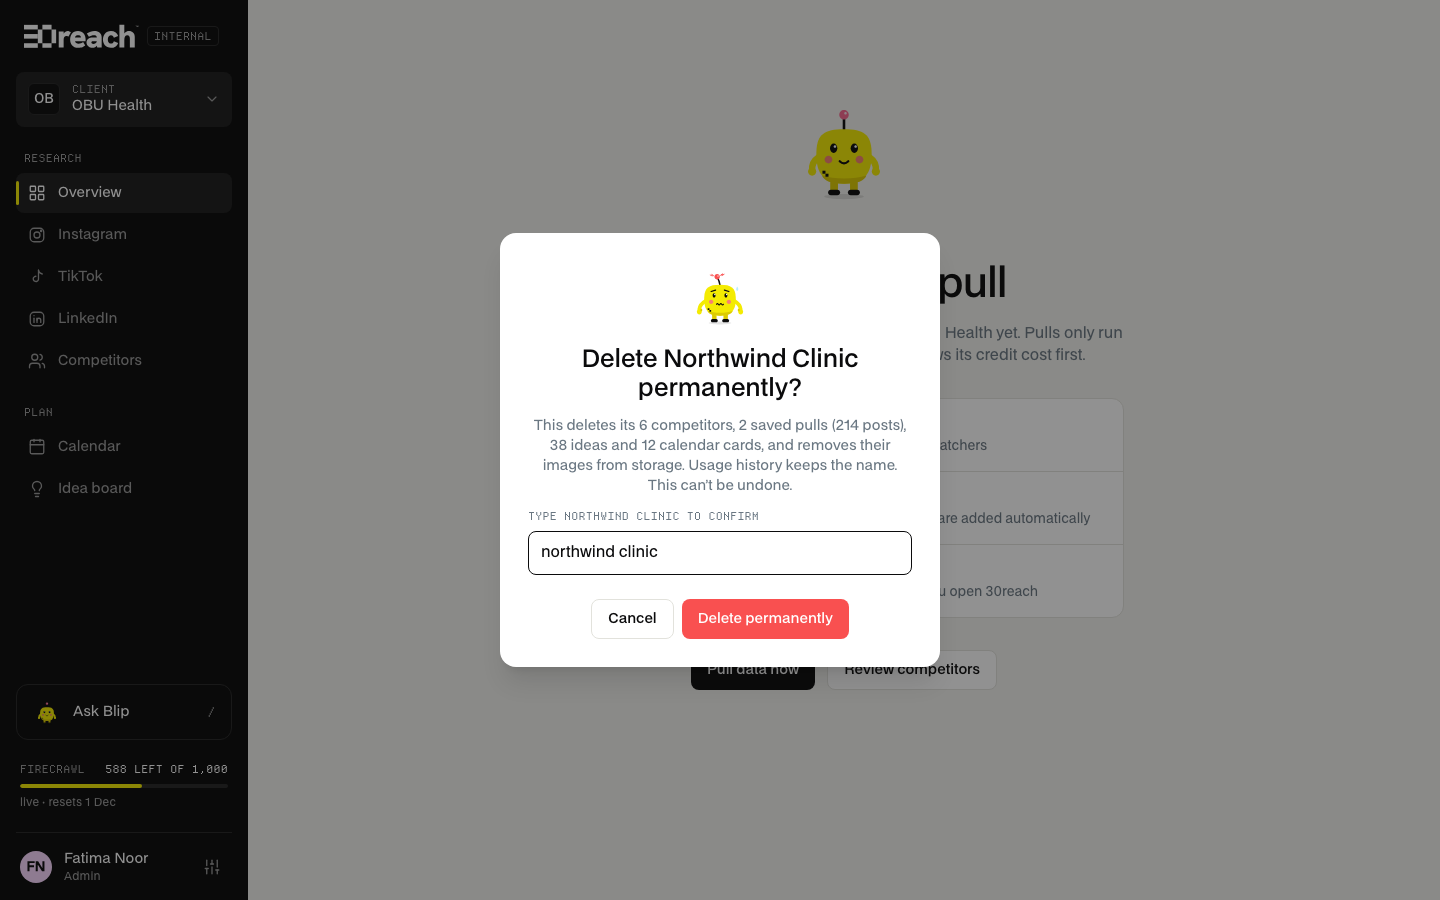 30reach INTERNAL
OB
CLIENT
OBU Health
RESEARCH
Overview
Instagram
TikTok
LinkedIn
Competitors
PLAN
Calendar
Idea board
Ask Blip /
FIRECRAWL 588 LEFT OF 1,000
live · resets 1 Dec
FN
Fatima Noor
Admin
pull
Health yet. Pulls only run
its credit cost first.
are added automatically
open 30reach
Pull data now
Review competitors
Delete Northwind Clinic
permanently?
This deletes its 6 competitors, 2 saved pulls (214 posts),
38 ideas and 12 calendar cards, and removes their
images from storage. Usage history keeps the name.
This can't be undone.
TYPE NORTHWIND CLINIC TO CONFIRM
northwind clinic
Cancel
Delete permanently